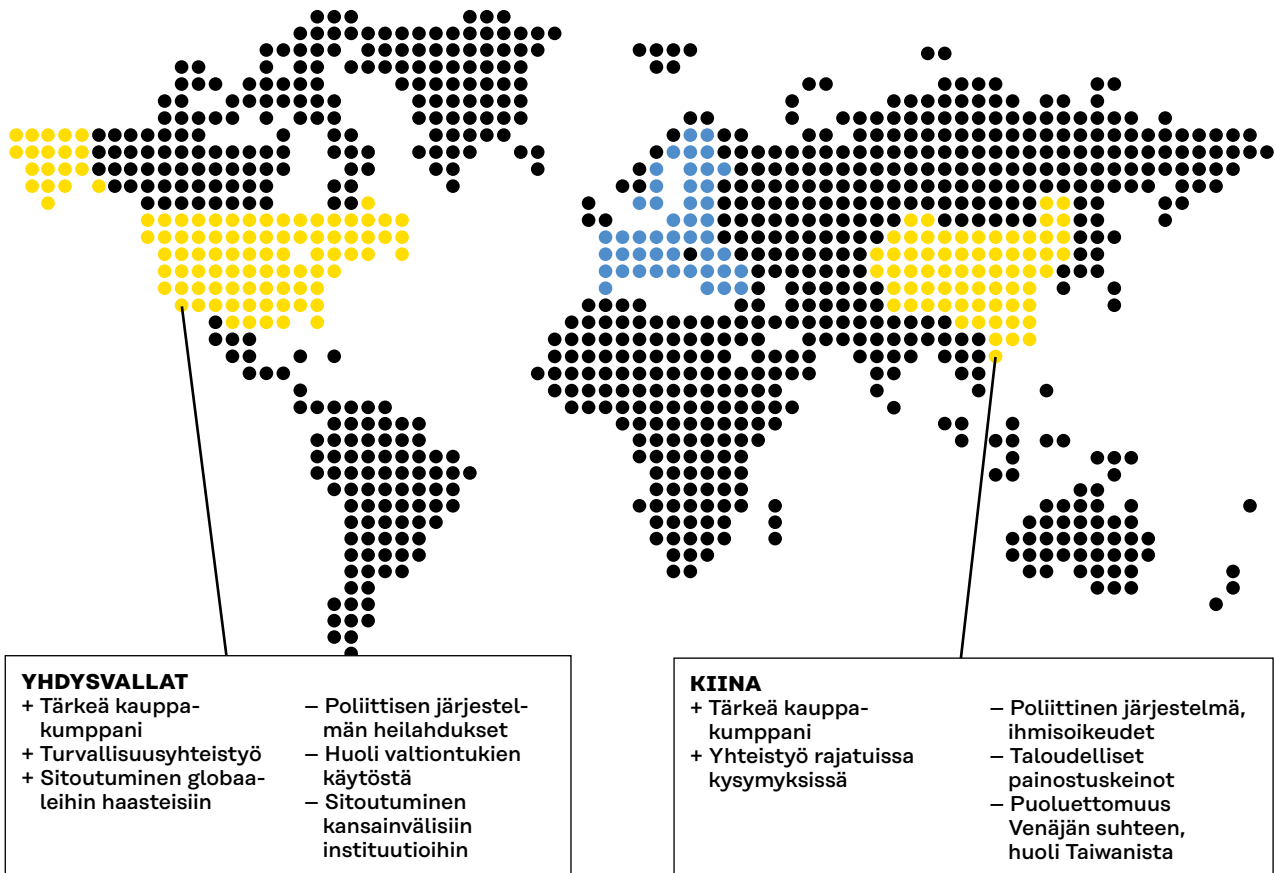 YHDYSVALLAT
+ Tärkeä kauppa-
kumppani
+ Turvallisuusyhteistyö
+ Sitoutuminen globaa-
leihin haasteisiin
– Poliittisen järjestel-
män heilahdukset
– Huoli valtiontukien
käytöstä
– Sitoutuminen
kansainvälisiin
instituutioihin
KIINA
+ Tärkeä kauppa-
kumppani
+ Yhteistyö rajatuissa
kysymyksissä
– Poliittinen järjestelmä,
ihmisoikeudet
– Taloudelliset
painostuskeinot
– Puoluettomuus
Venäjän suhteen,
huoli Taiwanista